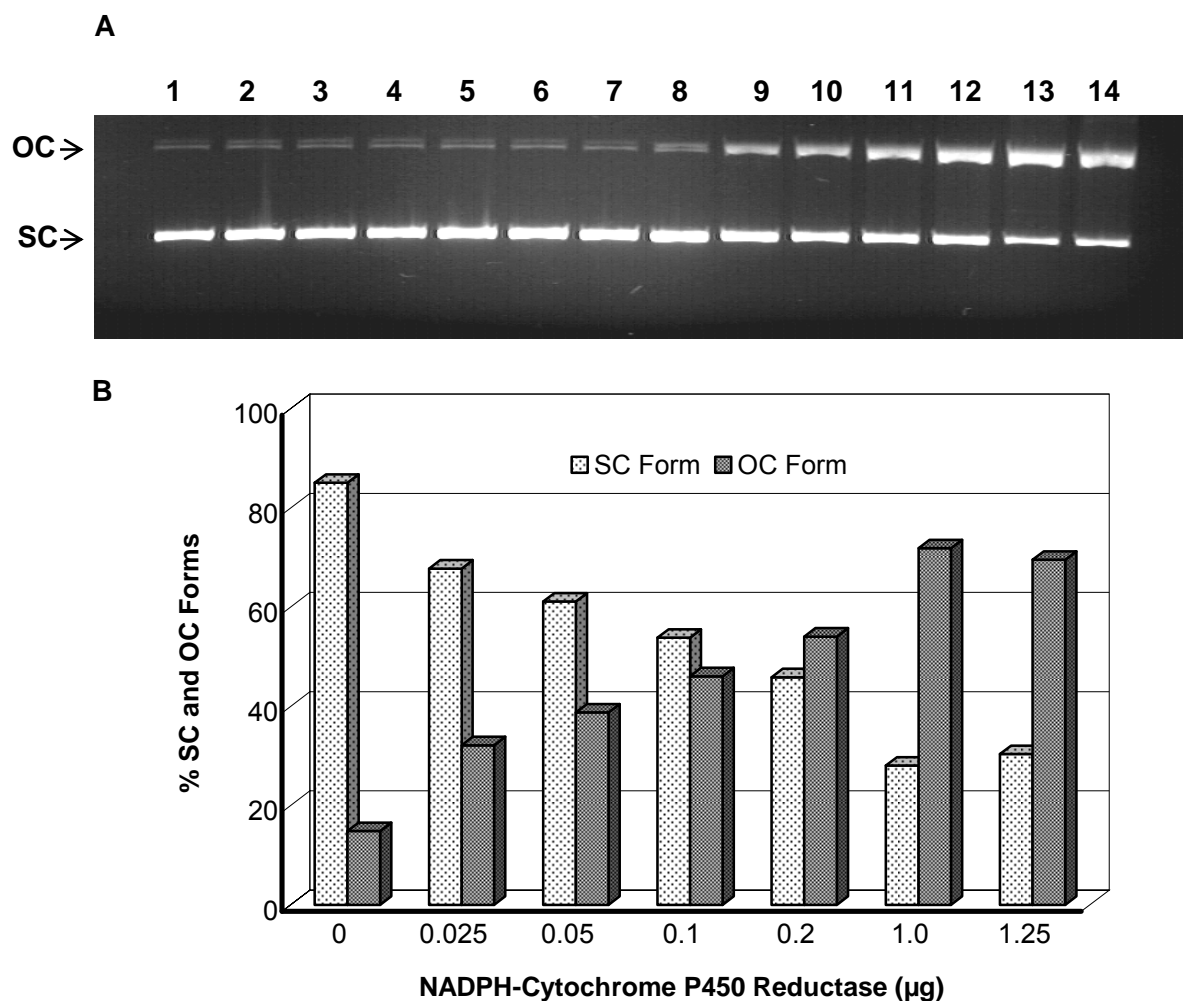 A
1 2 3 4 5 6 7 8 9 10 11 12 13 14
OC
SC
B
100
80
60
40
20
0
SC Form OC Form
% SC and OC Forms
0 0.025 0.05 0.1 0.2 1.0 1.25
NADPH-Cytochrome P450 Reductase (µg)